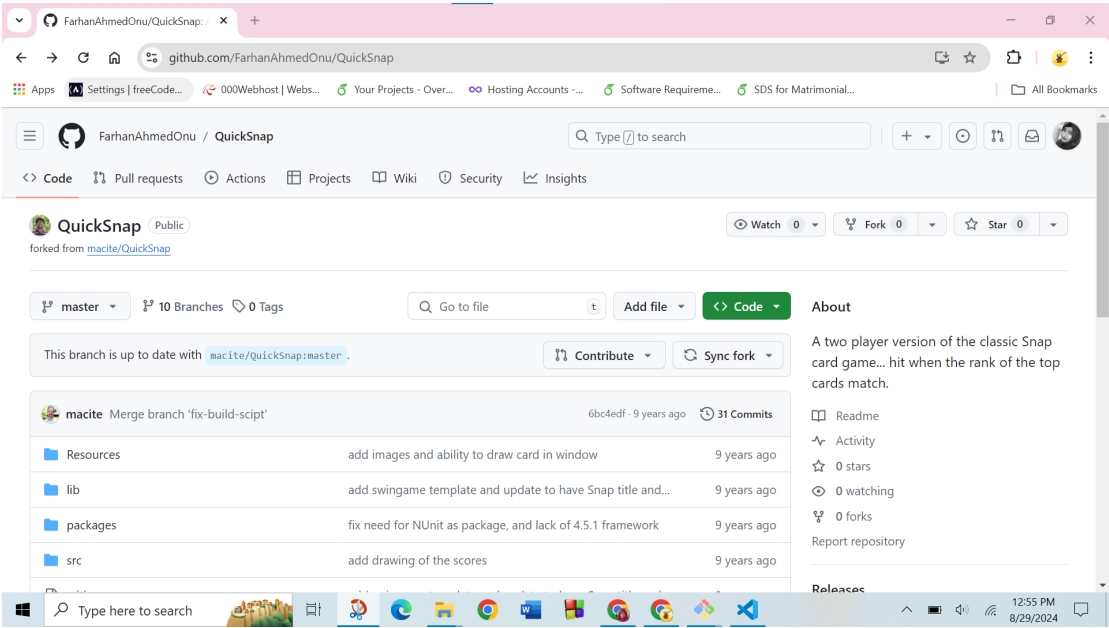 FarhanAhmedOnu/QuickSnap: A
github.com/FarhanAhmedOnu/QuickSnap
Apps Settings | freeCode... 000Webhost | Webs... Your Projects - Over... Hosting Accounts -... Software Requireme... SDS for Matrimonial... All Bookmarks
FarhanAhmedOnu / QuickSnap Type / to search
Code Pull requests Actions Projects Wiki Security Insights
QuickSnap Public Watch 0 Fork 0 Star 0
forked from macite/QuickSnap
master 10 Branches 0 Tags Go to file t Add file Code About
This branch is up to date with macite/QuickSnap:master . Contribute Sync fork
A two player version of the classic Snap
card game... hit when the rank of the top
cards match.
macite Merge branch 'fix-build-scipt' 6bc4edf · 9 years ago 31 Commits
Readme
Activity
Resources add images and ability to draw card in window 9 years ago
0 stars
lib add swingame template and update to have Snap title and... 9 years ago
0 watching
packages fix need for NUnit as package, and lack of 4.5.1 framework 9 years ago
0 forks
Report repository
src add drawing of the scores 9 years ago
Releases
Type here to search 12:55 PM
8/29/2024